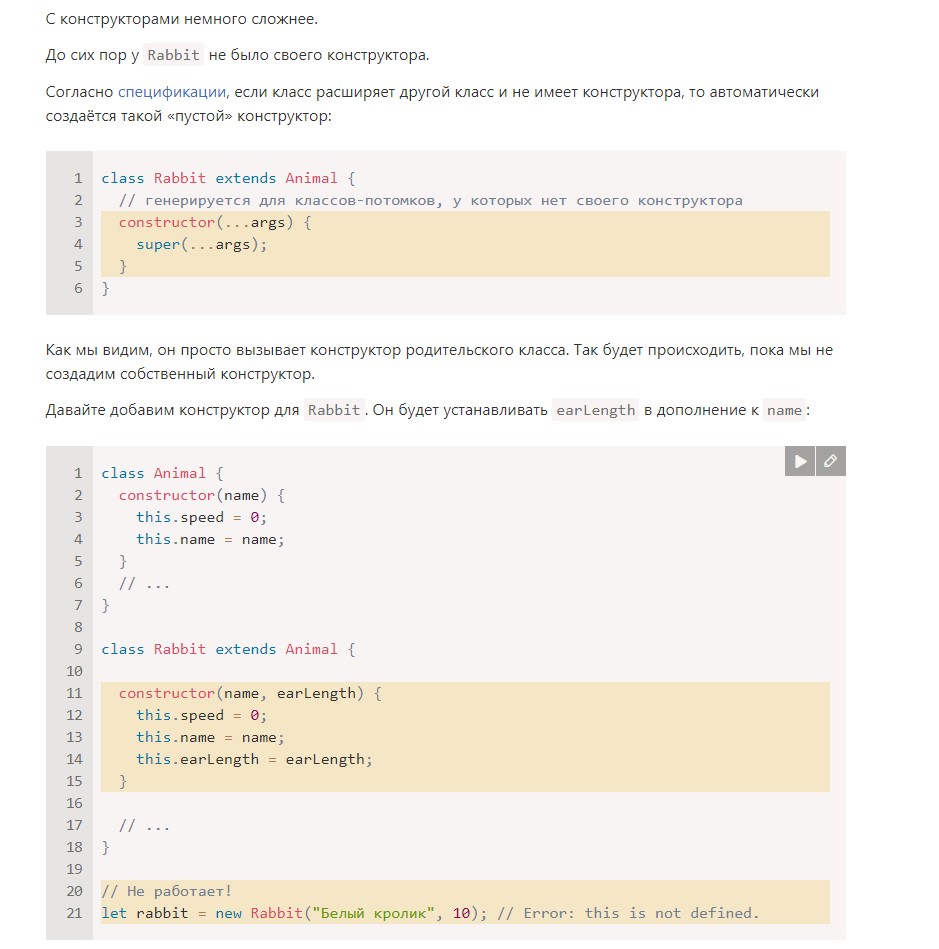 С конструкторами немного сложнее.
До сих пор у Rabbit не было своего конструктора.
Согласно спецификации, если класс расширяет другой класс и не имеет конструктора, то автоматически
создаётся такой «пустой» конструктор:
1 class Rabbit extends Animal {
2   // генерируется для классов-потомков, у которых нет своего конструктора
3   constructor(...args) {
4     super(...args);
5   }
6 }
Как мы видим, он просто вызывает конструктор родительского класса. Так будет происходить, пока мы не
создадим собственный конструктор.
Давайте добавим конструктор для Rabbit. Он будет устанавливать earLength в дополнение к name:
1 class Animal {
2   constructor(name) {
3     this.speed = 0;
4     this.name = name;
5   }
6   // ...
7 }
8
9 class Rabbit extends Animal {
10
11   constructor(name, earLength) {
12     this.speed = 0;
13     this.name = name;
14     this.earLength = earLength;
15   }
16
17   // ...
18 }
19
20 // Не работает!
21 let rabbit = new Rabbit("Белый кролик", 10); // Error: this is not defined.